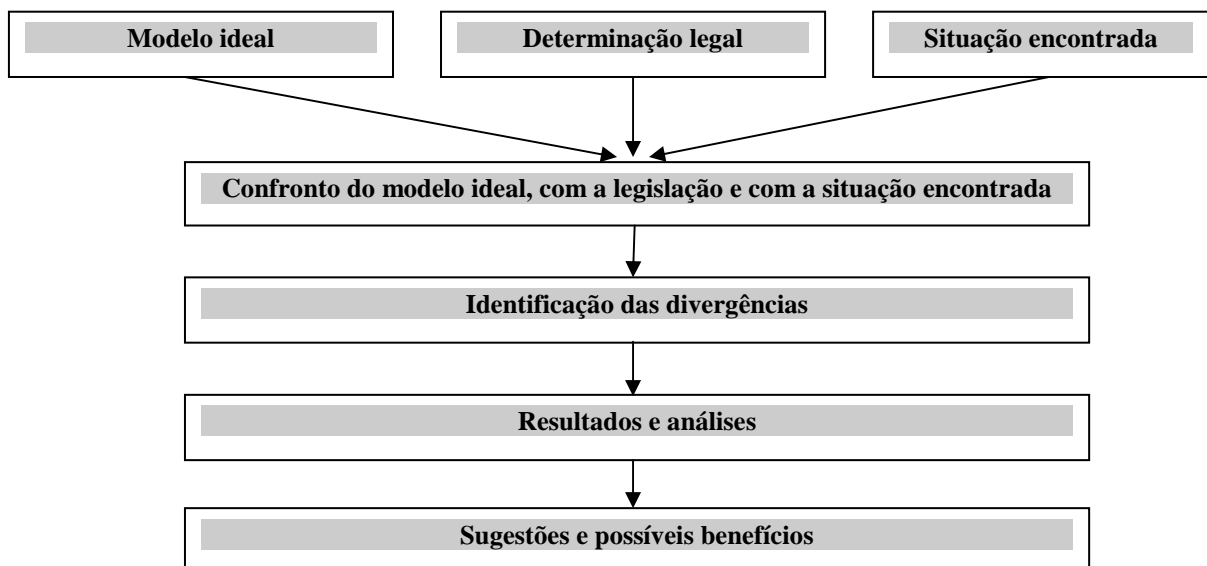 Modelo ideal
Determinação legal
Situação encontrada
Confronto do modelo ideal, com a legislação e com a situação encontrada
Identificação das divergências
Resultados e análises
Sugestões e possíveis benefícios